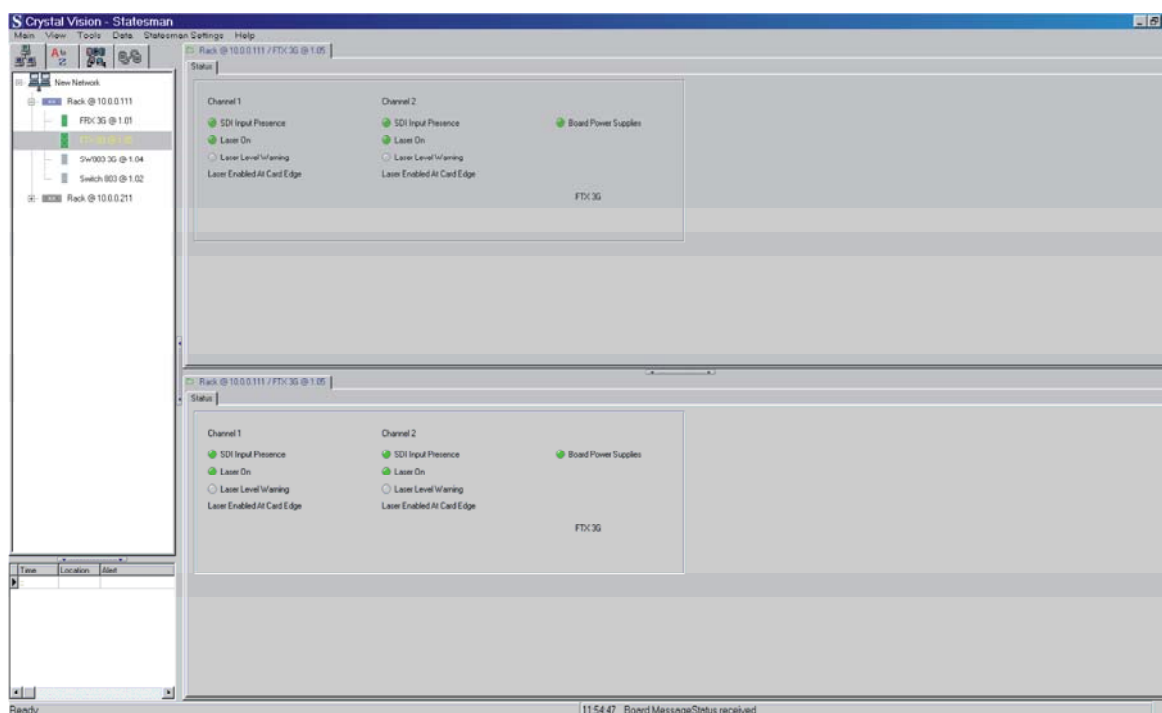 Crystal Vision - Statesman
Main View Tools Data Statesman Settings Help
A Z
New Network
Rack @ 10.0.0.111
FRX 3G @ 1.01
FTX 3G @ 1.05
SW803 3G @ 1.04
Switch 803 @ 1.02
Rack @ 10.0.0.211
Time Location Alert
Rack @ 10.0.0.111 / FTX 3G @ 1.05
Status
Channel 1 Channel 2
SDI Input Presence SDI Input Presence Board Power Supplies
Laser On Laser On
Laser Level Warning Laser Level Warning
Laser Enabled At Card Edge Laser Enabled At Card Edge
FTX 3G
Rack @ 10.0.0.111 / FTX 3G @ 1.05
Status
Channel 1 Channel 2
SDI Input Presence SDI Input Presence Board Power Supplies
Laser On Laser On
Laser Level Warning Laser Level Warning
Laser Enabled At Card Edge Laser Enabled At Card Edge
FTX 3G
Ready 11:54:47 Board MessageStatus received